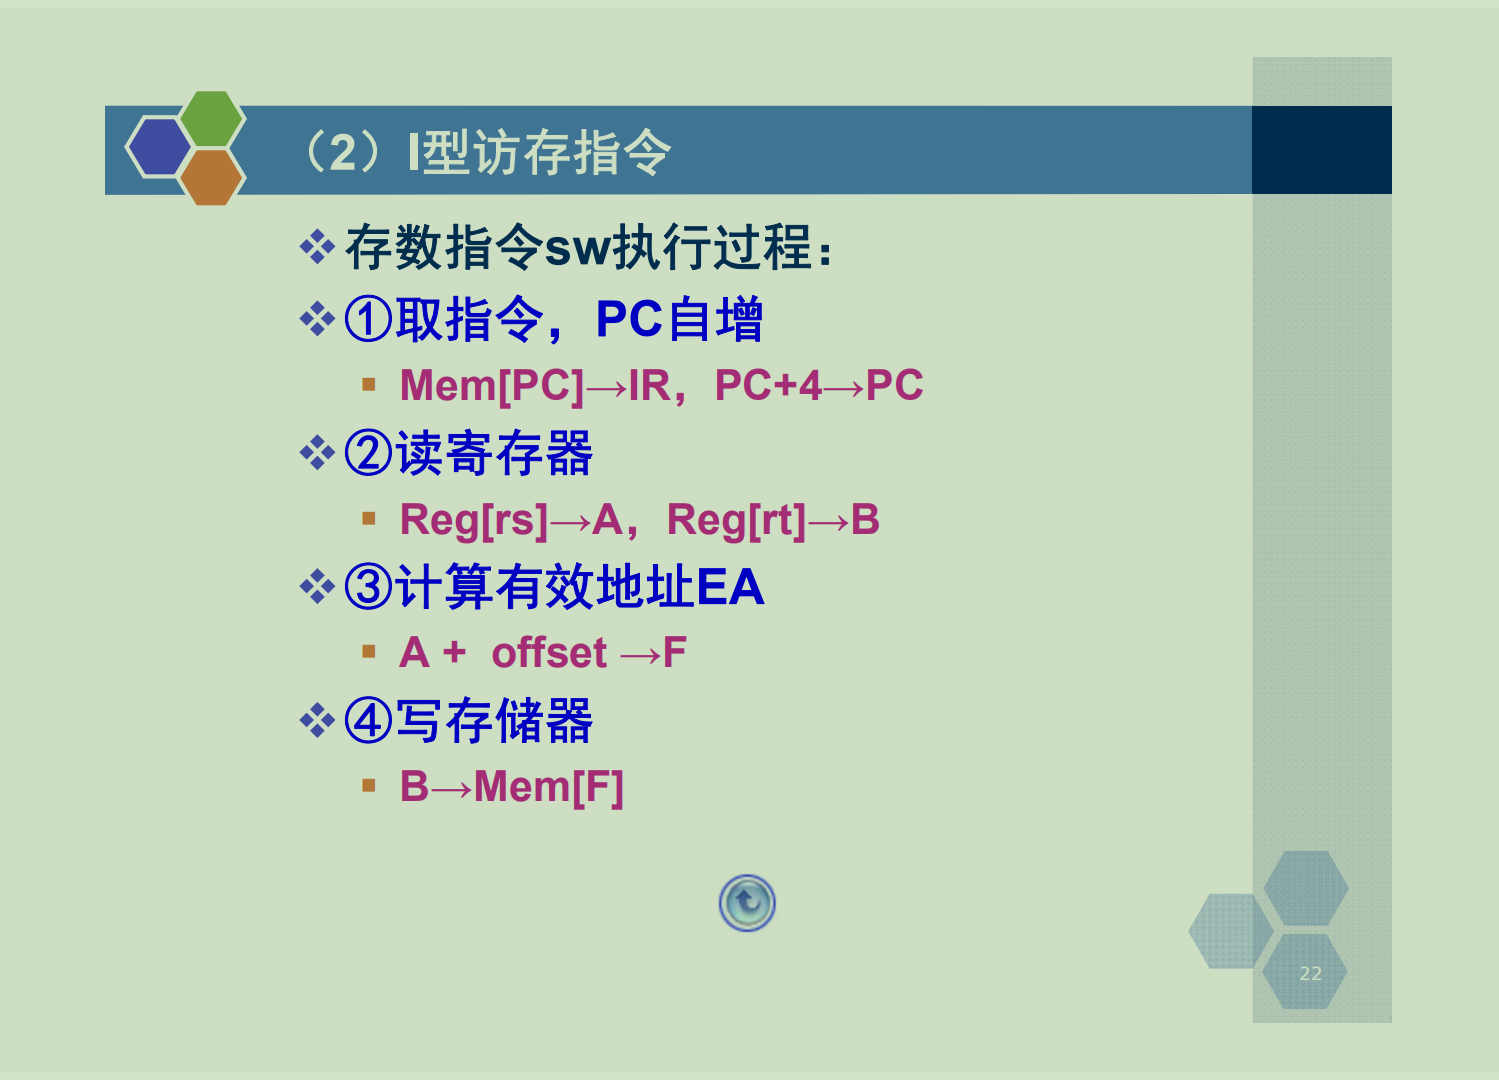 （2）I型访存指令
存数指令sw执行过程：
①取指令，PC自增
Mem[PC]→IR，PC+4→PC
②读寄存器
Reg[rs]→A，Reg[rt]→B
③计算有效地址EA
A + offset →F
④写存储器
B→Mem[F]
22